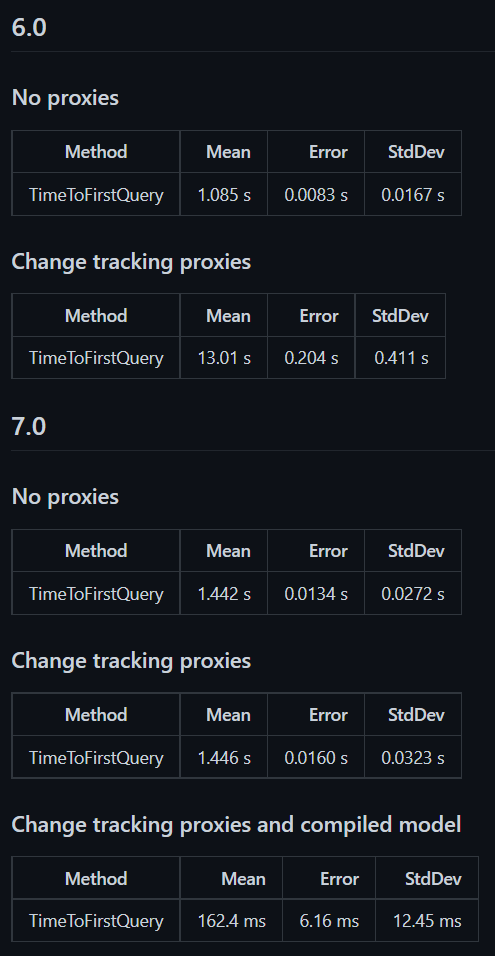 6.0
No proxies
Method Mean Error StdDev
TimeToFirstQuery 1.085 s 0.0083 s 0.0167 s
Change tracking proxies
Method Mean Error StdDev
TimeToFirstQuery 13.01 s 0.204 s 0.411 s
7.0
No proxies
Method Mean Error StdDev
TimeToFirstQuery 1.442 s 0.0134 s 0.0272 s
Change tracking proxies
Method Mean Error StdDev
TimeToFirstQuery 1.446 s 0.0160 s 0.0323 s
Change tracking proxies and compiled model
Method Mean Error StdDev
TimeToFirstQuery 162.4 ms 6.16 ms 12.45 ms